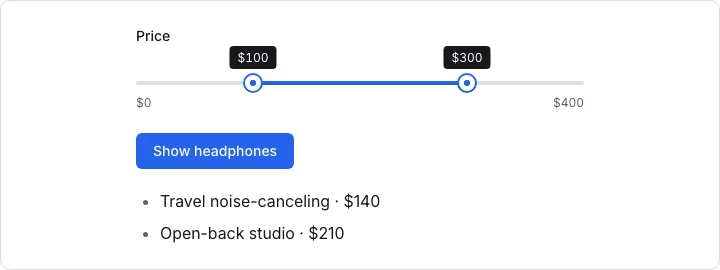 Price
$100 $300
$0 $400
Show headphones
Travel noise-canceling · $140
Open-back studio · $210